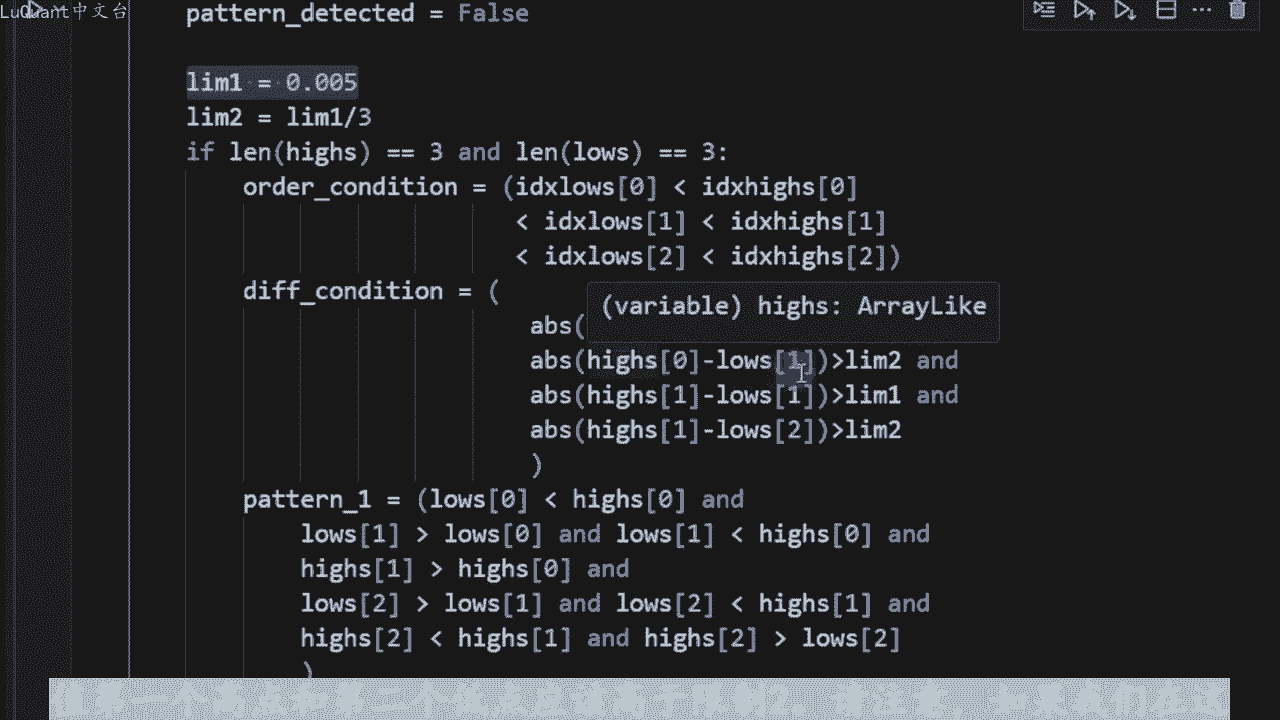 LuQuant中文台
pattern_detected = False
lim1 = 0.005
lim2 = lim1/3
if len(highs) == 3 and len(lows) == 3:
order_condition = (idxlows[0] < idxhighs[0]
< idxlows[1] < idxhighs[1]
< idxlows[2] < idxhighs[2])
diff_condition = (
(variable) highs: ArrayLike
abs(
abs(highs[0]-lows[1])>lim2 and
abs(highs[1]-lows[1])>lim1 and
abs(highs[1]-lows[2])>lim2
)
pattern_1 = (lows[0] < highs[0] and
lows[1] > lows[0] and lows[1] < highs[0] and
highs[1] > highs[0] and
lows[2] > lows[1] and lows[2] < highs[1] and
highs[2] < highs[1] and highs[2] > lows[2]
)